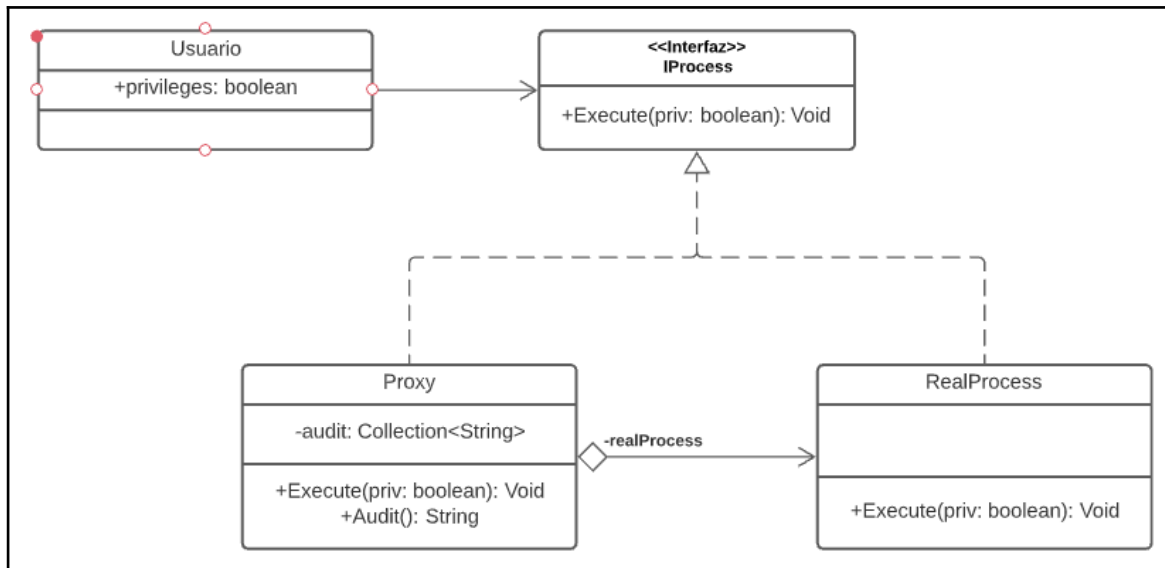 Usuario
+privileges: boolean
<<Interfaz>>
IProcess
+Execute(priv: boolean): Void
Proxy
-audit: Collection<String>
+Execute(priv: boolean): Void
+Audit(): String
-realProcess
RealProcess
+Execute(priv: boolean): Void